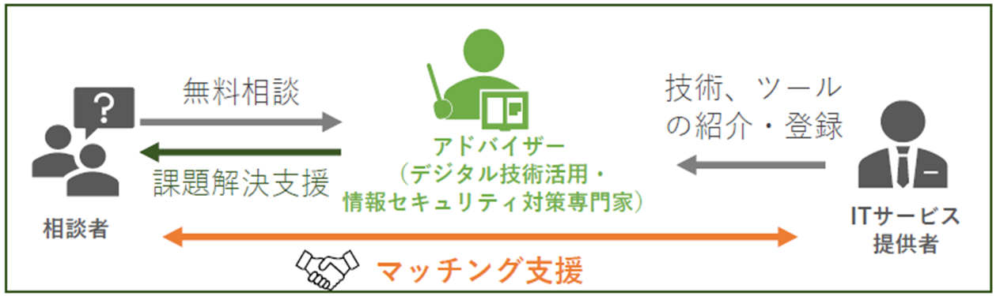 ?
無料相談
課題解決支援
相談者
アドバイザー
（デジタル技術活用・
情報セキュリティ対策専門家）
技術、ツール
の紹介・登録
ITサービス
提供者
マッチング支援